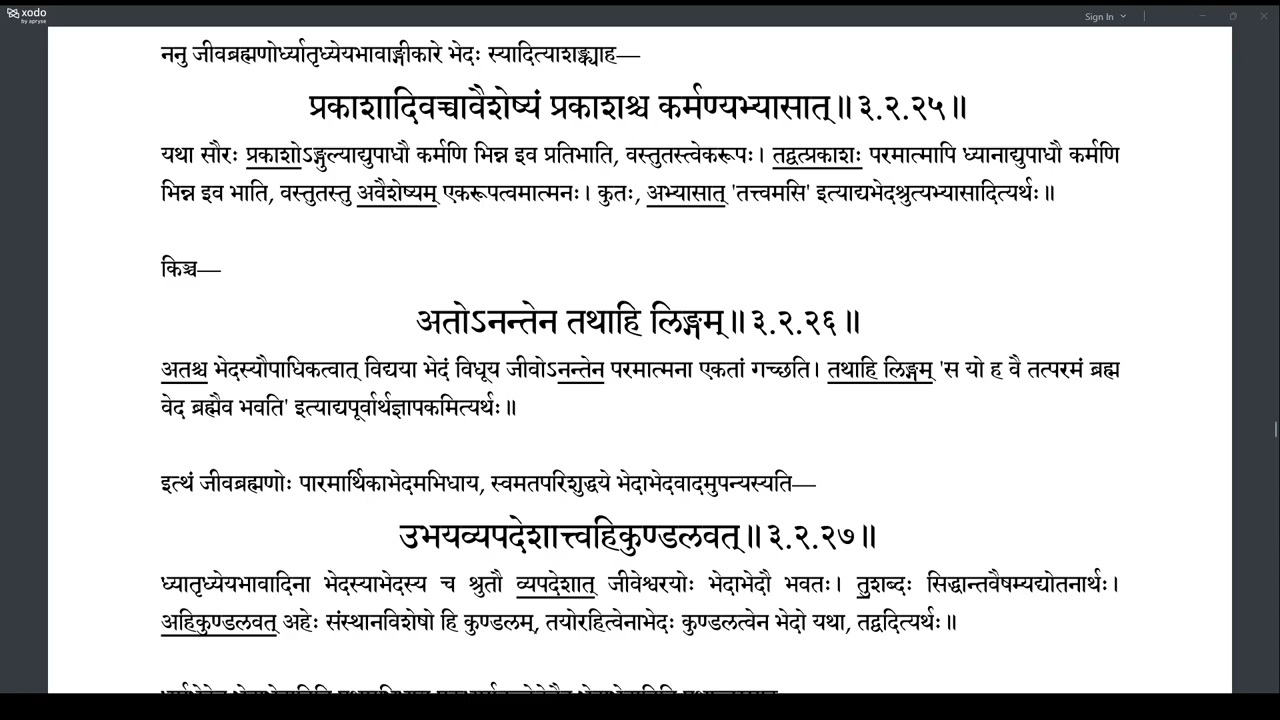 xodo
by apryse
Sign In
ननु जीवब्रह्मणोर्ध्यातृध्येयभावाङ्गीकारे भेदः स्यादित्याशङ्क्याह—
प्रकाशादिवच्चावैशेष्यं प्रकाशश्च कर्मण्यभ्यासात्॥३.२.२५॥
यथा सौरः प्रकाशोऽङ्गुल्याद्युपाधौ कर्मणि भिन्न इव प्रतिभाति, वस्तुतस्त्वेकरूपः। तद्वत्प्रकाशः परमात्मापि ध्यानाद्युपाधौ कर्मणि
भिन्न इव भाति, वस्तुतस्तु अवैशेष्यम् एकरूपत्वमात्मनः। कुतः, अभ्यासात् 'तत्त्वमसि' इत्याद्यभेदश्रुत्यभ्यासादित्यर्थः॥
किञ्च—
अतोऽनन्तेन तथाहि लिङ्गम्॥३.२.२६॥
अतश्च भेदस्यौपाधिकत्वात् विद्यया भेदं विधूय जीवोऽनन्तेन परमात्मना एकतां गच्छति। तथाहि लिङ्गम् 'स यो ह वै तत्परमं ब्रह्म
वेद ब्रह्मैव भवति' इत्याद्यपूर्वार्थज्ञापकमित्यर्थः॥
इत्थं जीवब्रह्मणोः पारमार्थिकाभेदमभिधाय, स्वमतपरिशुद्धये भेदाभेदवादमुपन्यस्यति—
उभयव्यपदेशात्त्वहिकुण्डलवत्॥३.२.२७॥
ध्यातृध्येयभावादिना भेदस्याभेदस्य च श्रुतौ व्यपदेशात् जीवेश्वरयोः भेदाभेदौ भवतः। तुशब्दः सिद्धान्तवैषम्यद्योतनार्थः।
अहिकुण्डलवत् अहेः संस्थानविशेषो हि कुण्डलम्, तयोरहित्वेनाभेदः कुण्डलत्वेन भेदो यथा, तद्वदित्यर्थः॥